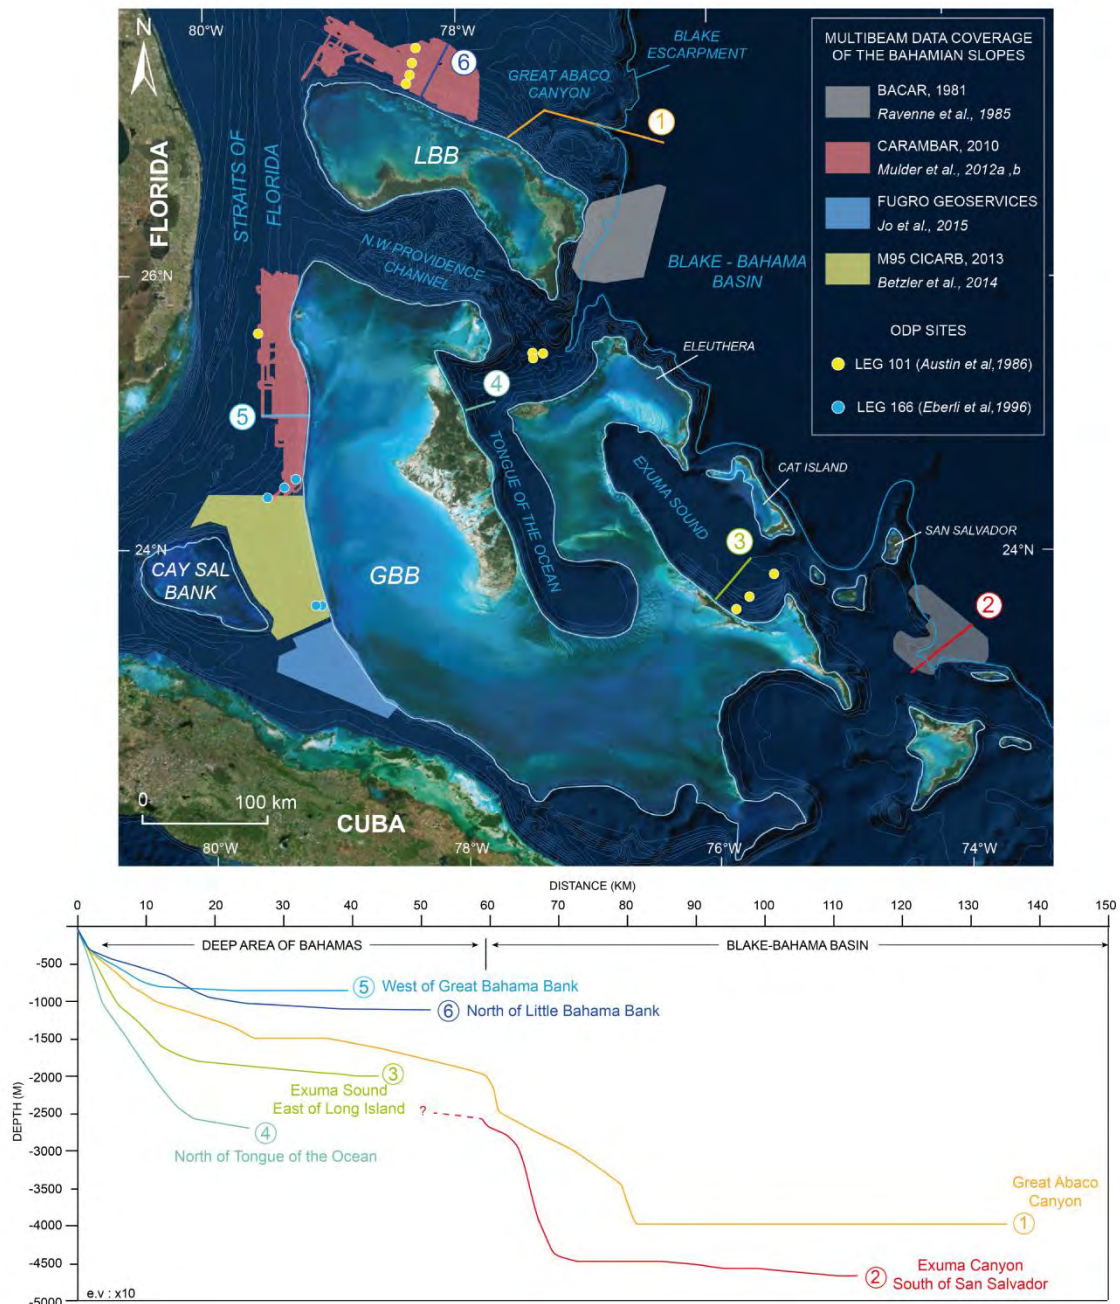 N
80°W
78°W
BLAKE
ESCARPMENT
6
GREAT ABACO
CANYON
1
LBB
FLORIDA
STRAITS OF
FLORIDA
N.W PROVIDENCE
CHANNEL
26°N
BLAKE - BAHAMA
BASIN
ELEUTHERA
4
5
TONGUE OF THE OCEAN
EXUMA SOUND
CAT ISLAND
SAN SALVADOR
3
24°N
24°N
CAY SAL
BANK
GBB
2
0
100 km
CUBA
80°W
78°W
76°W
74°W
MULTIBEAM DATA COVERAGE
OF THE BAHAMIAN SLOPES
BACAR, 1981
Ravenne et al., 1985
CARAMBAR, 2010
Mulder et al., 2012a ,b
FUGRO GEOSERVICES
Jo et al., 2015
M95 CICARB, 2013
Betzler et al., 2014
ODP SITES
LEG 101 (Austin et al,1986)
LEG 166 (Eberli et al,1996)
DISTANCE (KM)
0 10 20 30 40 50 60 70 80 90 100 110 120 130 140 150
DEEP AREA OF BAHAMAS
BLAKE-BAHAMA BASIN
DEPTH (M)
-500
-1000
-1500
-2000
-2500
-3000
-3500
-4000
-4500
-5000
5 West of Great Bahama Bank
6 North of Little Bahama Bank
3
Exuma Sound
East of Long Island
?
4
North of Tongue of the Ocean
Great Abaco
Canyon
1
2 Exuma Canyon
South of San Salvador
e.v : x10